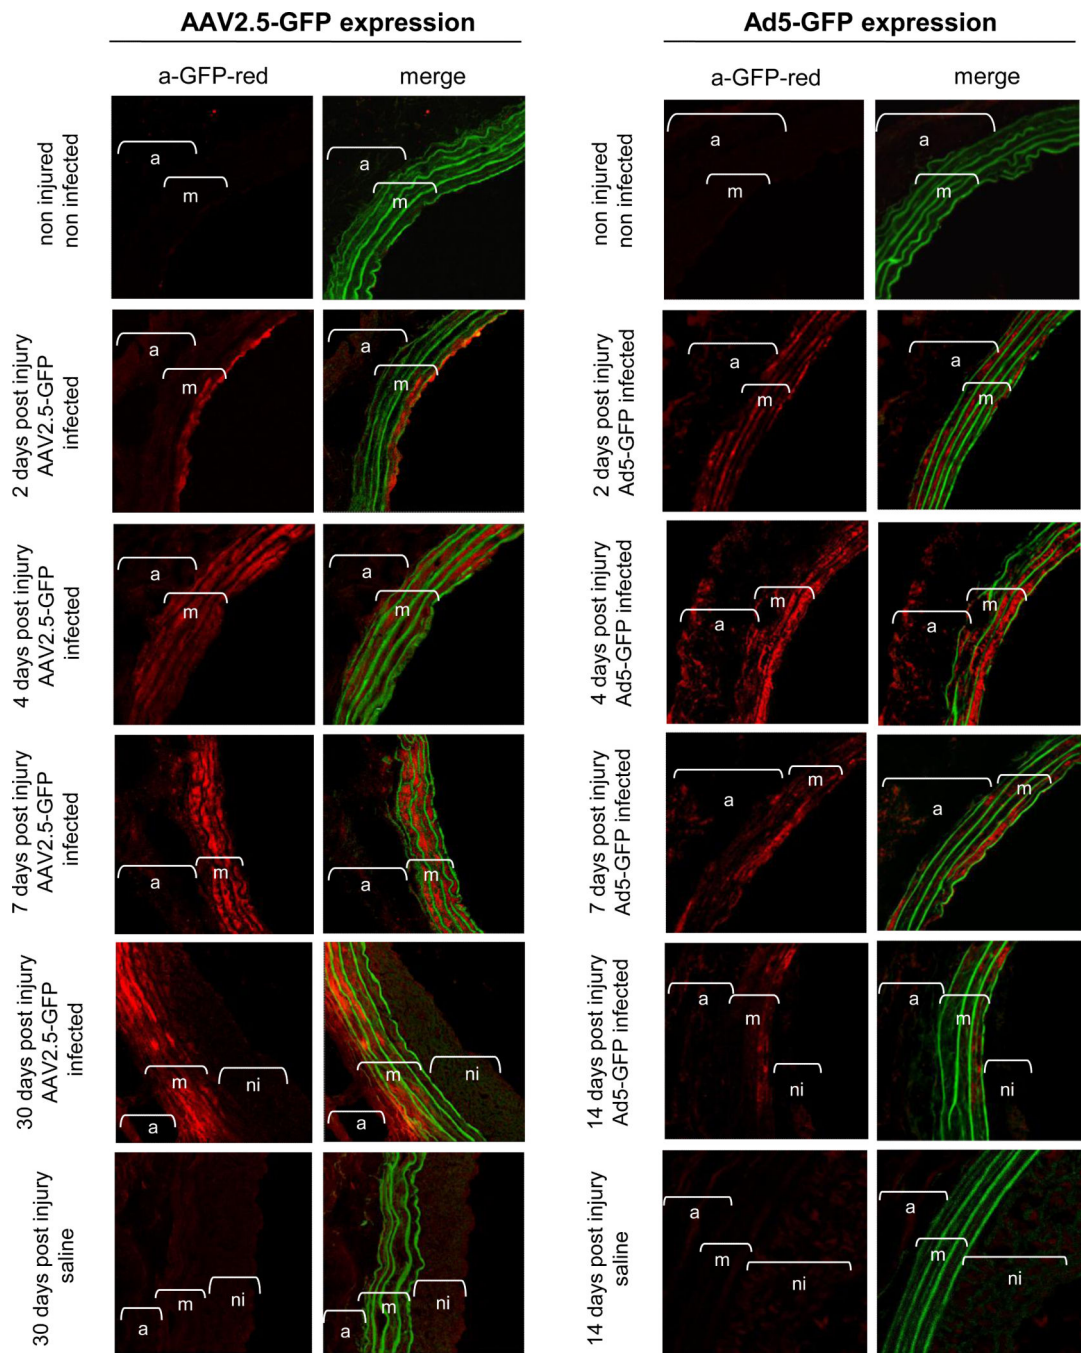 AAV2.5-GFP expression
Ad5-GFP expression
a-GFP-red
merge
a-GFP-red
merge
non injured
non infected
a
m
a
m
non injured
non infected
a
m
a
m
2 days post injury
AAV2.5-GFP
infected
a
m
a
m
2 days post injury
Ad5-GFP infected
a
m
a
m
4 days post injury
AAV2.5-GFP
infected
a
m
a
m
4 days post injury
Ad5-GFP infected
m
a
m
a
7 days post injury
AAV2.5-GFP
infected
m
a
m
a
7 days post injury
Ad5-GFP infected
m
a
m
a
30 days post injury
AAV2.5-GFP
infected
m
ni
a
m
ni
a
14 days post injury
Ad5-GFP infected
a
m
ni
a
m
ni
30 days post injury
saline
m
ni
a
m
ni
a
14 days post injury
saline
a
m
ni
a
m
ni